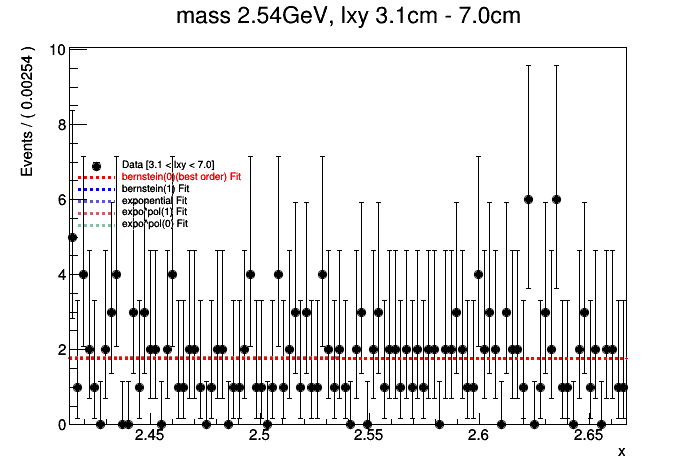 mass 2.54GeV, lxy 3.1cm - 7.0cm
Events / ( 0.00254 )
10
8
6
4
2
0
Data [3.1 < lxy < 7.0]
bernstein(0)(best order) Fit
bernstein(1) Fit
exponential Fit
expo*pol(1) Fit
expo*pol(0) Fit
2.45 2.5 2.55 2.6 2.65
x